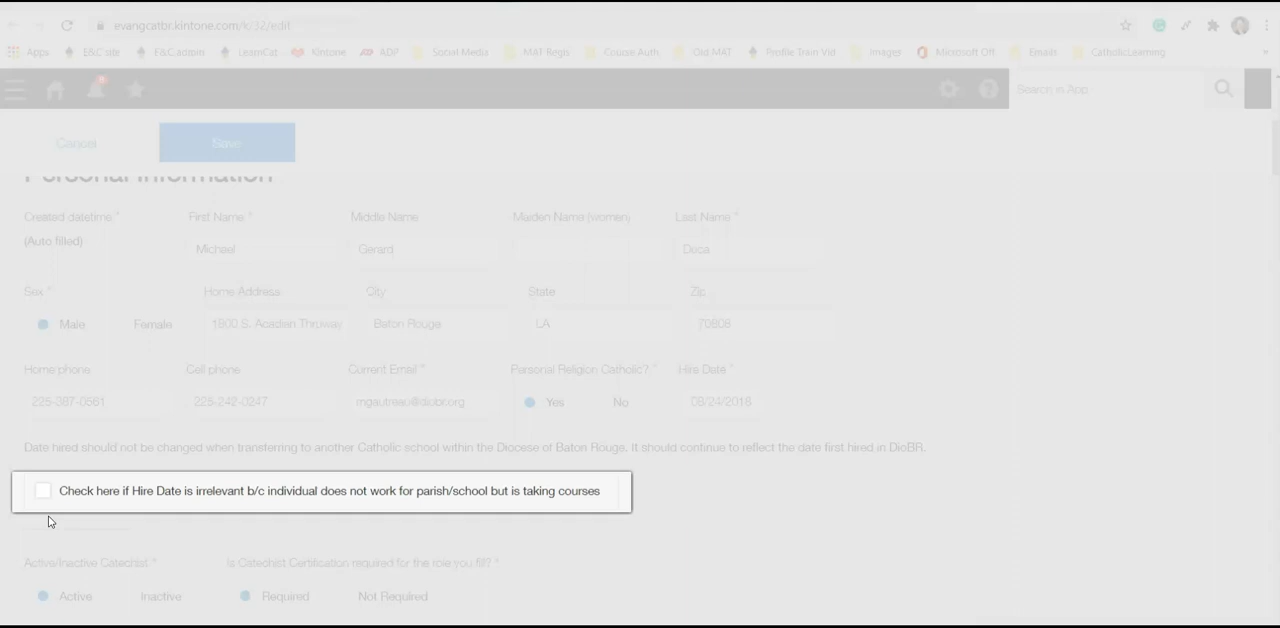 evangcatbr.kintone.com/k/32/edit
Apps E&C site E&C admin LearnCat Kintone ADP Social Media MAT Regis Course Auth. Old MAT Profile Train Vid Images Microsoft Off. Emails CatholicLearning
Search in App
Cancel Save
Personal Information
Created datetime * First Name * Middle Name Maiden Name (women) Last Name *
(Auto filled) Michael Gerard Duca
Sex * Home Address City State Zip
Male Female 1800 S. Acadian Thruway Baton Rouge LA 70808
Home phone Cell phone Current Email * Personal Religion Catholic? * Hire Date *
225-387-0561 225-242-0247 mgautreau@diobr.org Yes No 08/24/2018
Date hired should not be changed when transferring to another Catholic school within the Diocese of Baton Rouge. It should continue to reflect the date first hired in DioBR.
Check here if Hire Date is irrelevant b/c individual does not work for parish/school but is taking courses
Active/Inactive Catechist * Is Catechist Certification required for the role you fill? *
Active Inactive Required Not Required